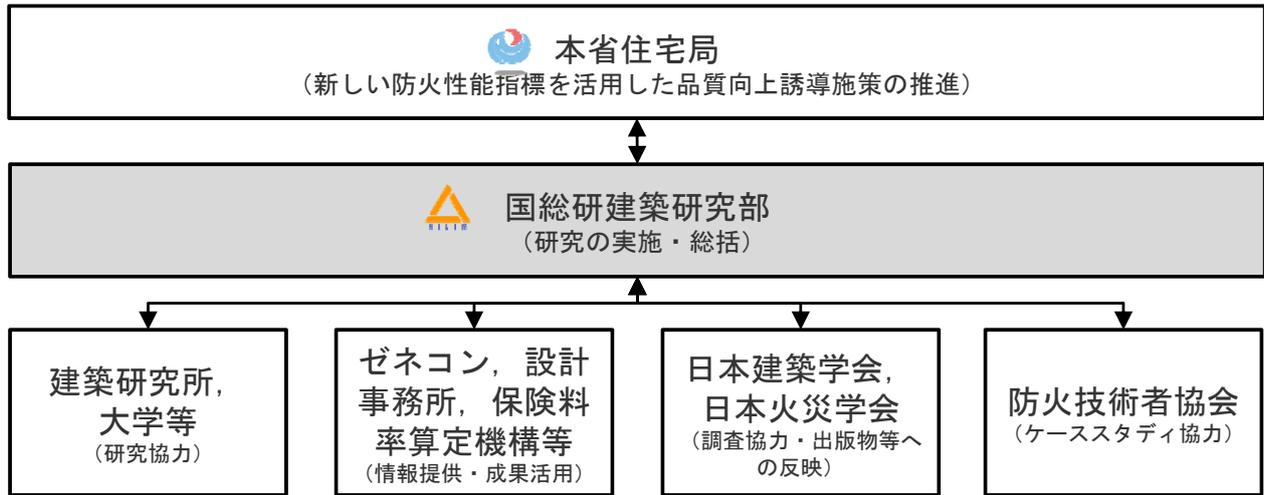 本省住宅局
（新しい防火性能指標を活用した品質向上誘導施策の推進）
国総研建築研究部
NILIM
（研究の実施・総括）
建築研究所，
大学等
（研究協力）
ゼネコン，設計
事務所，保険料
率算定機構等
（情報提供・成果活用）
日本建築学会，
日本火災学会
（調査協力・出版物等へ
の反映）
防火技術者協会
（ケーススタディ協力）